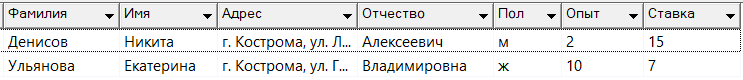 Фамилия Имя Адрес Отчество Пол Опыт Ставка
Денисов Никита г. Кострома, ул. Л... Алексеевич м 2 15
Ульянова Екатерина г. Кострома, ул. Г... Владимировна ж 10 7